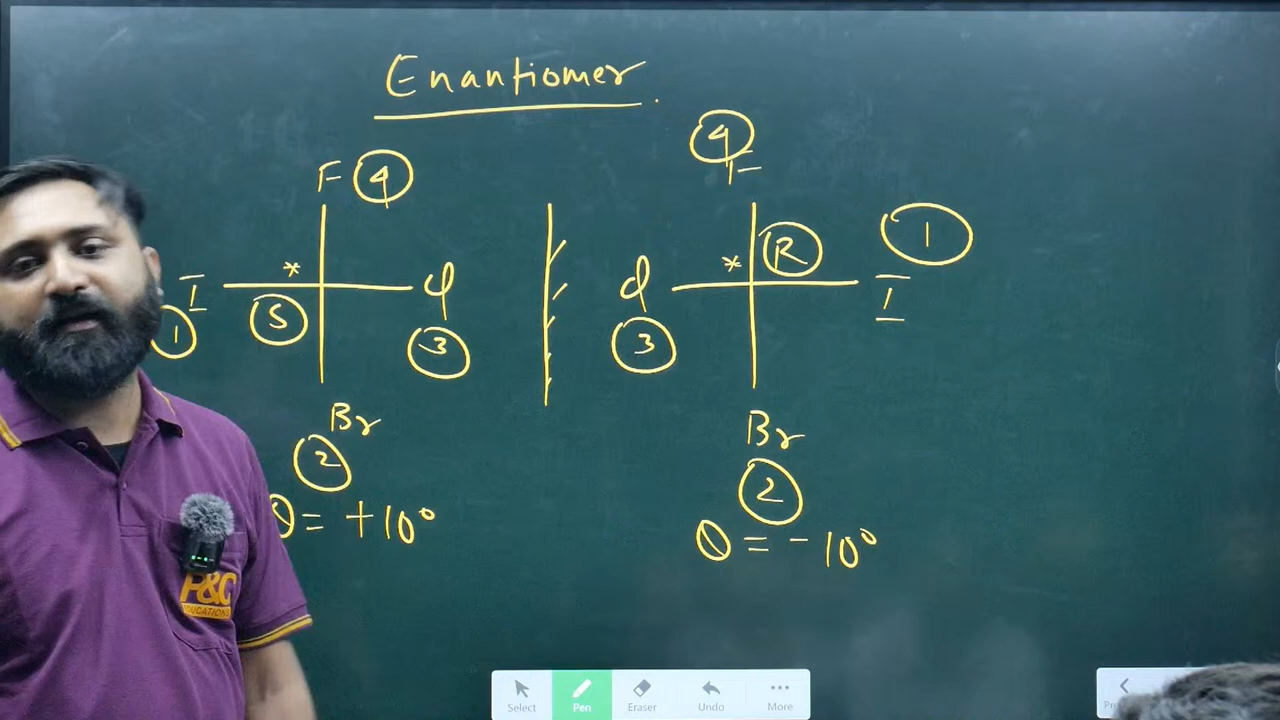 Enantiomer.
F 4
4 F
I * Cl
1 S 3
Cl * R I 1
3
Br
2
θ = +10°
Br
2
θ = - 10°
P&C
EDUCATIONS
Select Pen Eraser Undo More